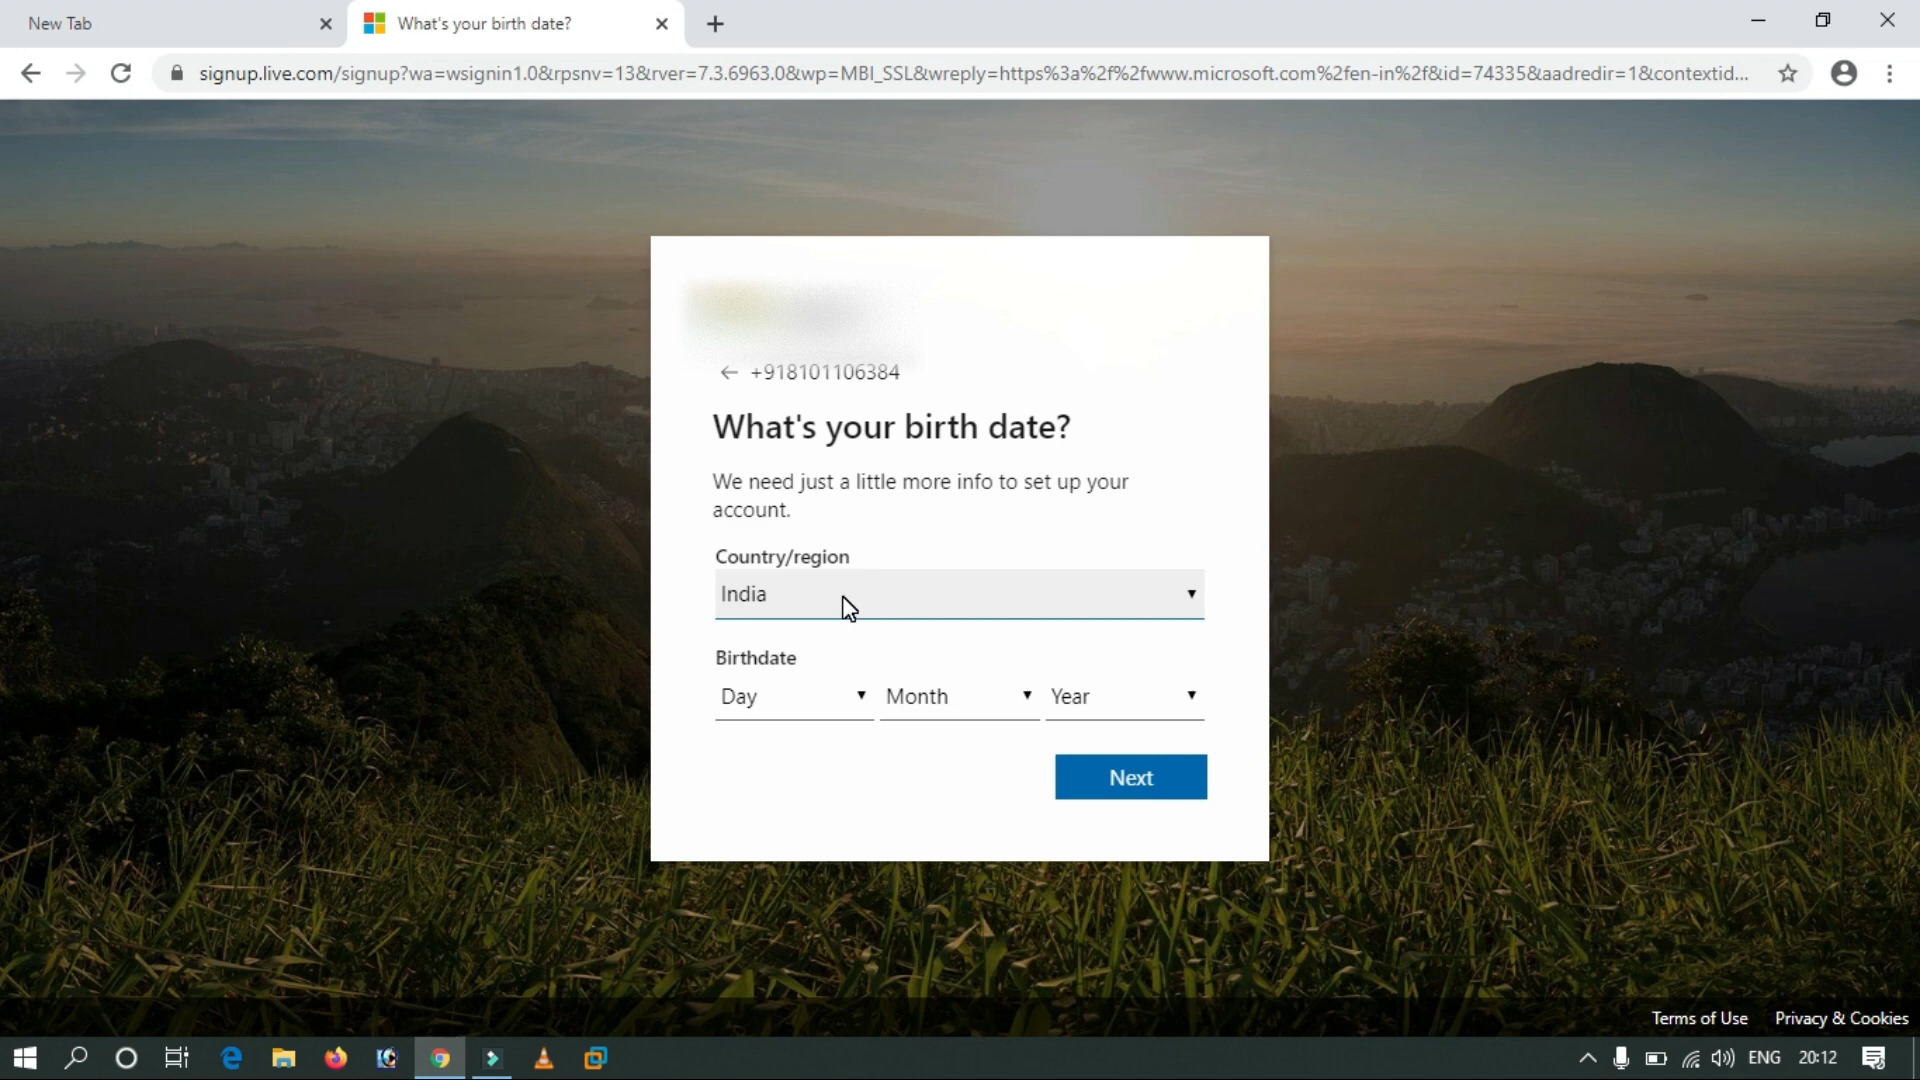 New Tab
What's your birth date?
signup.live.com/signup?wa=wsignin1.0&rpsnv=13&rver=7.3.6963.0&wp=MBI_SSL&wreply=https%3a%2f%2fwww.microsoft.com%2fen-in%2f&id=74335&aadredir=1&contextid...
+918101106384
What's your birth date?
We need just a little more info to set up your
account.
Country/region
India
Birthdate
Day Month Year
Next
Terms of Use Privacy & Cookies
ENG 20:12